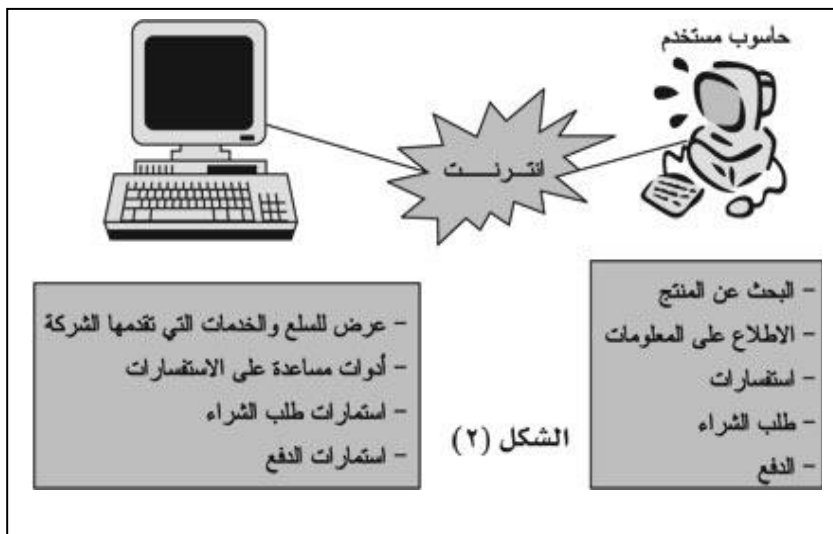 حاسوب مستخدم
انترنت
- البحث عن المنتج
- الاطلاع على المعلومات
- استفسارات
- طلب الشراء
- الدفع
- عرض للسلع والخدمات التي تقدمها الشركة
- أدوات مساعدة على الاستفسارات
- استمارات طلب الشراء
- استمارات الدفع
الشكل (٢)